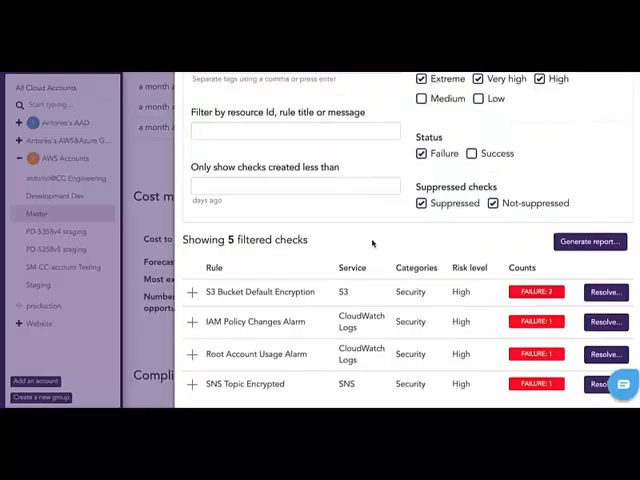 All Cloud Accounts
Start typing...
Antonio's AAD
Antonio's AWS&Azure G...
AWS Accounts
antonio@CC Engineering
Development Dev
Master
PD-5358v4 staging
PD-5358v5 staging
SM-CC-account Testing
Staging
production
Website
Add an account
Create a new group
a month a
a month a
a month a
Cost m
Cost to
Forecas
Most ex
Number
opportu
Compli
Separate tags using a comma or press enter
Filter by resource Id, rule title or message
Only show checks created less than
days ago
Extreme Very high High
Medium Low
Status
Failure Success
Suppressed checks
Suppressed Not-suppressed
Showing 5 filtered checks
Generate report...
Rule Service Categories Risk level Counts
S3 Bucket Default Encryption S3 Security High FAILURE: 2 Resolve...
IAM Policy Changes Alarm CloudWatch Logs Security High FAILURE: 1 Resolve...
Root Account Usage Alarm CloudWatch Logs Security High FAILURE: 1 Resolve...
SNS Topic Encrypted SNS Security High FAILURE: 1 Resol